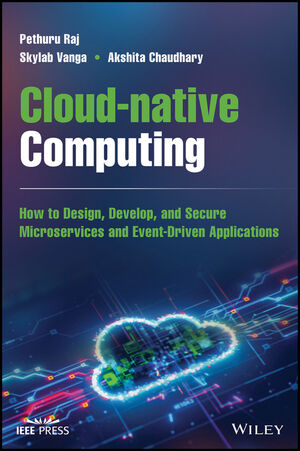 Pethuru Raj
Skylab Vanga • Akshita Chaudhary
Cloud-native
Computing
How to Design, Develop, and Secure
Microservices and Event-Driven Applications
IEEE PRESS
WILEY